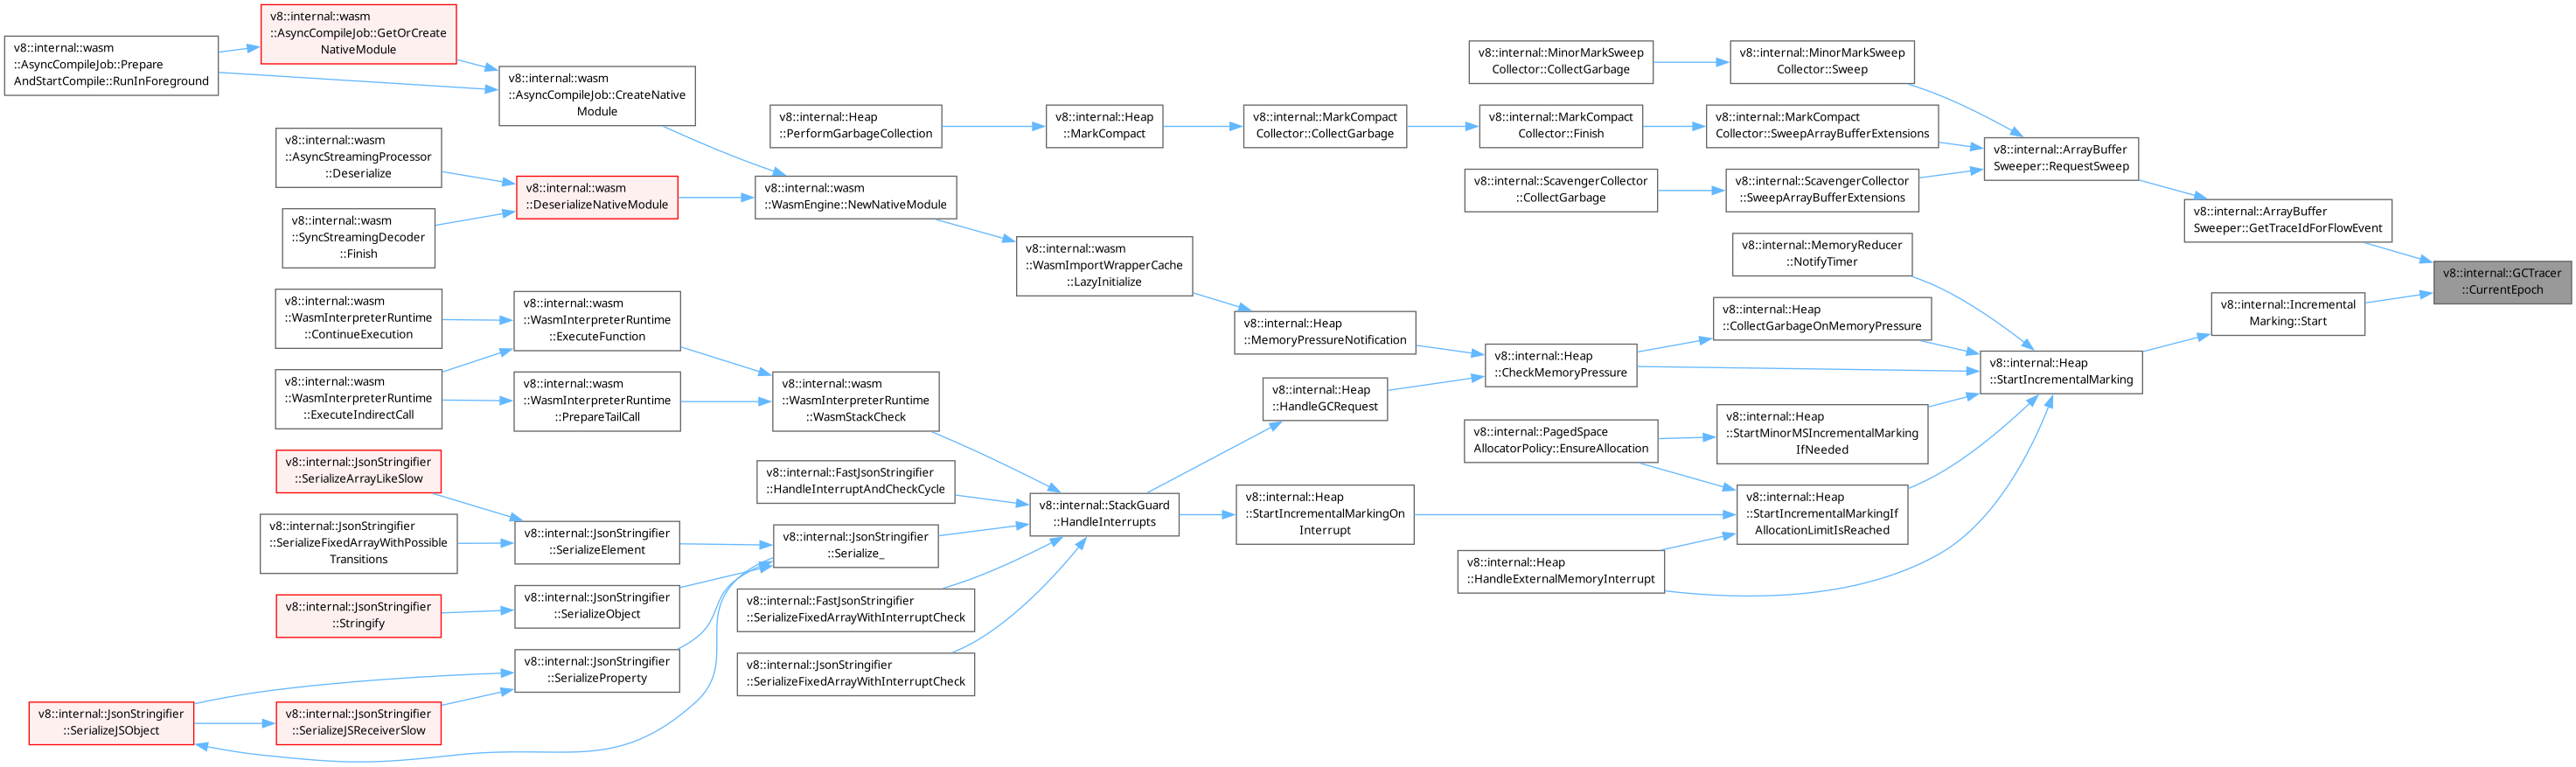 v8::internal::wasm
::AsyncCompileJob::GetOrCreate
NativeModule
v8::internal::wasm
::AsyncCompileJob::Prepare
AndStartCompile::RunInForeground
v8::internal::wasm
::AsyncCompileJob::CreateNative
Module
v8::internal::MinorMarkSweep
Collector::CollectGarbage
v8::internal::MinorMarkSweep
Collector::Sweep
v8::internal::Heap
::PerformGarbageCollection
v8::internal::Heap
::MarkCompact
v8::internal::MarkCompact
Collector::CollectGarbage
v8::internal::MarkCompact
Collector::Finish
v8::internal::MarkCompact
Collector::SweepArrayBufferExtensions
v8::internal::ArrayBuffer
Sweeper::RequestSweep
v8::internal::wasm
::AsyncStreamingProcessor
::Deserialize
v8::internal::wasm
::DeserializeNativeModule
v8::internal::wasm
::WasmEngine::NewNativeModule
v8::internal::ScavengerCollector
::CollectGarbage
v8::internal::ScavengerCollector
::SweepArrayBufferExtensions
v8::internal::ArrayBuffer
Sweeper::GetTraceIdForFlowEvent
v8::internal::wasm
::SyncStreamingDecoder
::Finish
v8::internal::wasm
::WasmImportWrapperCache
::LazyInitialize
v8::internal::MemoryReducer
::NotifyTimer
v8::internal::GCTracer
::CurrentEpoch
v8::internal::wasm
::WasmInterpreterRuntime
::ContinueExecution
v8::internal::wasm
::WasmInterpreterRuntime
::ExecuteFunction
v8::internal::Heap
::MemoryPressureNotification
v8::internal::Heap
::CollectGarbageOnMemoryPressure
v8::internal::Incremental
Marking::Start
v8::internal::Heap
::CheckMemoryPressure
v8::internal::Heap
::StartIncrementalMarking
v8::internal::wasm
::WasmInterpreterRuntime
::ExecuteIndirectCall
v8::internal::wasm
::WasmInterpreterRuntime
::PrepareTailCall
v8::internal::wasm
::WasmInterpreterRuntime
::WasmStackCheck
v8::internal::Heap
::HandleGCRequest
v8::internal::PagedSpace
AllocatorPolicy::EnsureAllocation
v8::internal::Heap
::StartMinorMSIncrementalMarking
IfNeeded
v8::internal::JsonStringifier
::SerializeArrayLikeSlow
v8::internal::FastJsonStringifier
::HandleInterruptAndCheckCycle
v8::internal::StackGuard
::HandleInterrupts
v8::internal::Heap
::StartIncrementalMarkingOn
Interrupt
v8::internal::Heap
::StartIncrementalMarkingIf
AllocationLimitIsReached
v8::internal::JsonStringifier
::SerializeFixedArrayWithPossible
Transitions
v8::internal::JsonStringifier
::SerializeElement
v8::internal::JsonStringifier
::Serialize_
v8::internal::Heap
::HandleExternalMemoryInterrupt
v8::internal::JsonStringifier
::Stringify
v8::internal::JsonStringifier
::SerializeObject
v8::internal::FastJsonStringifier
::SerializeFixedArrayWithInterruptCheck
v8::internal::JsonStringifier
::SerializeProperty
v8::internal::JsonStringifier
::SerializeFixedArrayWithInterruptCheck
v8::internal::JsonStringifier
::SerializeJSObject
v8::internal::JsonStringifier
::SerializeJSReceiverSlow